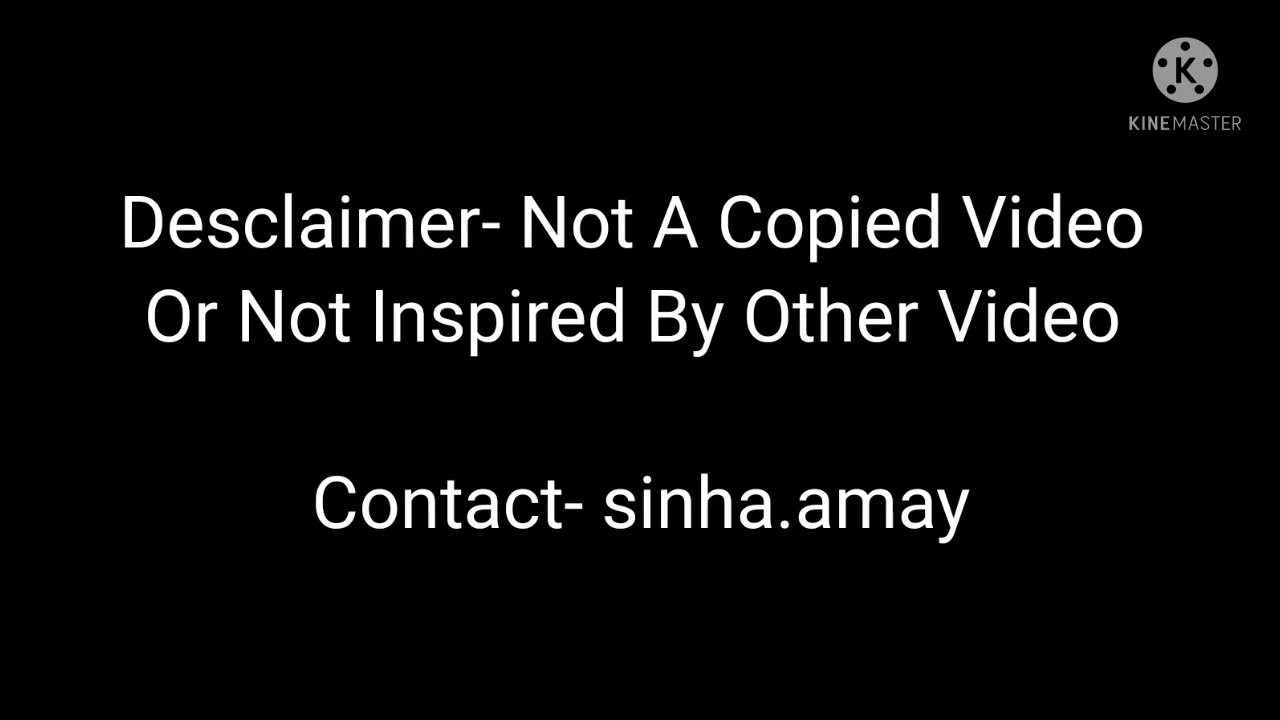 K
KINEMASTER
Desclaimer- Not A Copied Video
Or Not Inspired By Other Video
Contact- sinha.amay